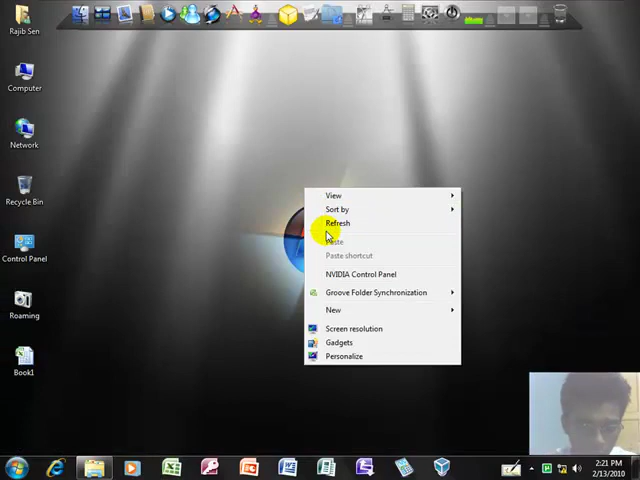 Rajib Sen
Computer
Network
Recycle Bin
Control Panel
Roaming
Book1
View
Sort by
Refresh
Paste
Paste shortcut
NVIDIA Control Panel
Groove Folder Synchronization
New
Screen resolution
Gadgets
Personalize
2:21 PM
2/13/2010